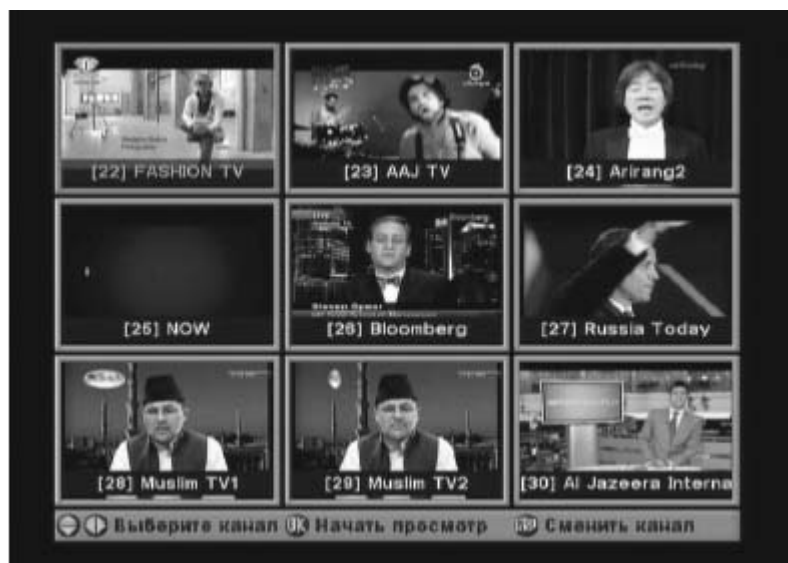 [22] FASHION TV
[23] AAJ TV
[24] Arirang2
[25] NOW
[26] Bloomberg
[27] Russia Today
[28] Muslim TV1
[29] Muslim TV2
[30] Al Jazeera Interna
Выберите канал OK Начать просмотр Сменить канал